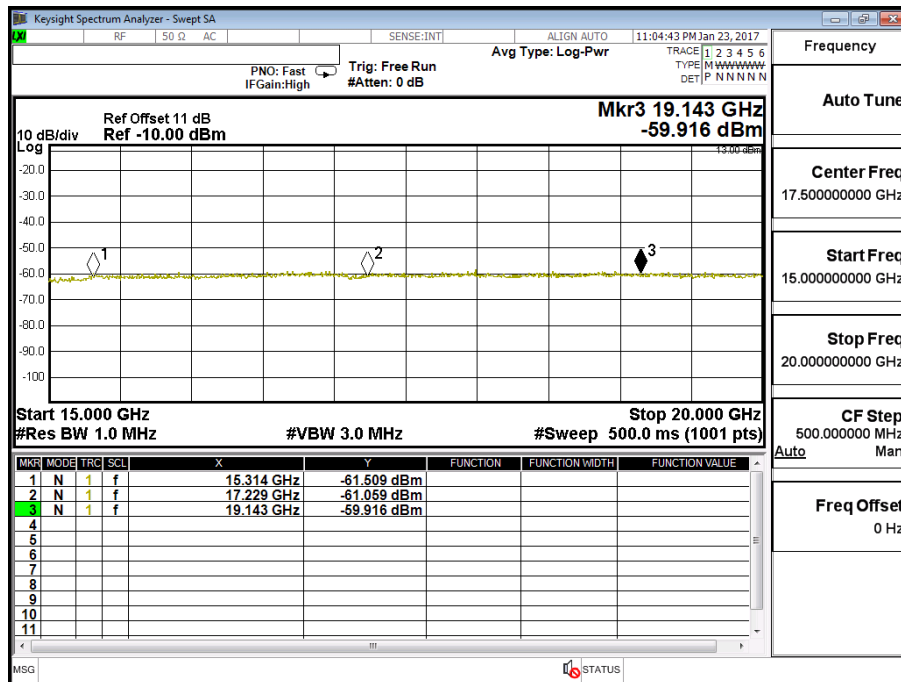 Keysight Spectrum Analyzer - Swept SA
LXI RF 50 Ω AC SENSE:INT ALIGN AUTO 11:04:43 PM Jan 23, 2017
Frequency
Avg Type: Log-Pwr TRACE 1 2 3 4 5 6
PNO: Fast Trig: Free Run TYPE M W W W W W
IFGain:High #Atten: 0 dB DET P N N N N N
Auto Tune
Ref Offset 11 dB Mkr3 19.143 GHz
10 dB/div Ref -10.00 dBm -59.916 dBm
Log
13.00 dBm
-20.0
-30.0
-40.0
-50.0
-60.0
-70.0
-80.0
-90.0
-100
1
2
3
Center Freq
17.500000000 GHz
Start Freq
15.000000000 GHz
Stop Freq
20.000000000 GHz
Start 15.000 GHz Stop 20.000 GHz
#Res BW 1.0 MHz #VBW 3.0 MHz #Sweep 500.0 ms (1001 pts)
CF Step
500.000000 MHz
Auto Man
Freq Offset
0 Hz
MKR MODE TRC SCL X Y FUNCTION FUNCTION WIDTH FUNCTION VALUE
1 N 1 f 15.314 GHz -61.509 dBm
2 N 1 f 17.229 GHz -61.059 dBm
3 N 1 f 19.143 GHz -59.916 dBm
4
5
6
7
8
9
10
11
MSG STATUS